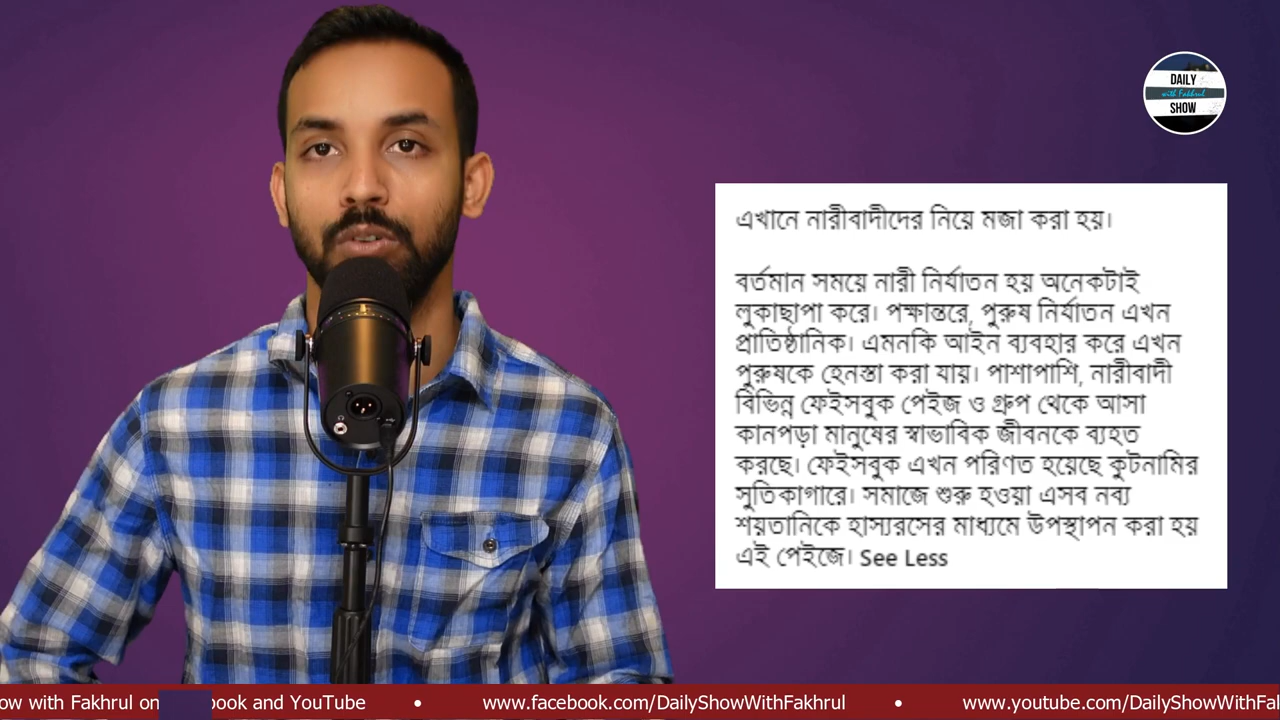 DAILY
with Fakhrul
SHOW
এখানে নারীবাদীদের নিয়ে মজা করা হয়।
বর্তমান সময়ে নারী নির্যাতন হয় অনেকটাই
লুকাছাপা করে। পক্ষান্তরে, পুরুষ নির্যাতন এখন
প্রাতিষ্ঠানিক। এমনকি আইন ব্যবহার করে এখন
পুরুষকে হেনস্তা করা যায়। পাশাপাশি, নারীবাদী
বিভিন্ন ফেইসবুক পেইজ ও গ্রুপ থেকে আসা
কানপড়া মানুষের স্বাভাবিক জীবনকে ব্যহত
করছে। ফেইসবুক এখন পরিণত হয়েছে কুটনামির
সুতিকাগারে। সমাজে শুরু হওয়া এসব নব্য
শয়তানিকে হাস্যরসের মাধ্যমে উপস্থাপন করা হয়
এই পেইজে। See Less
ow with Fakhrul on book and YouTube • www.facebook.com/DailyShowWithFakhrul • www.youtube.com/DailyShowWithFal